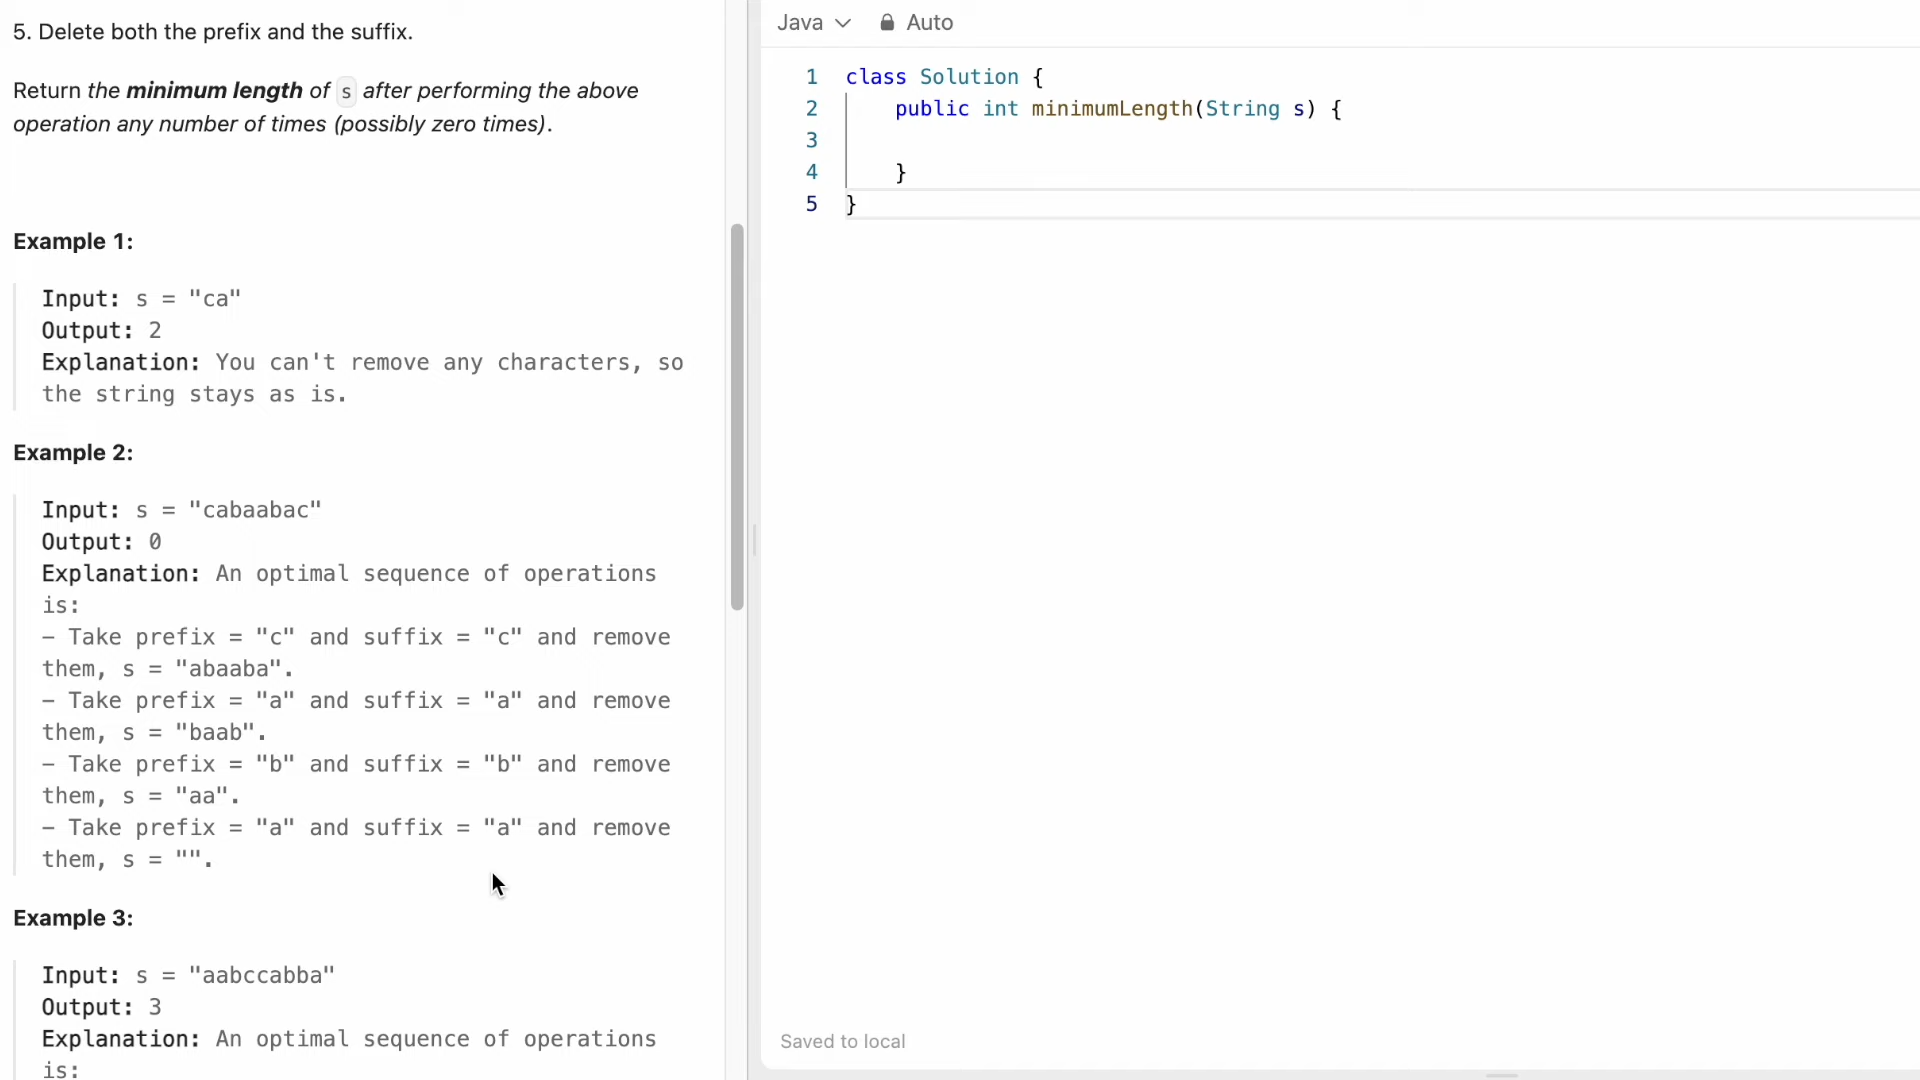 5. Delete both the prefix and the suffix.
Return the minimum length of s after performing the above
operation any number of times (possibly zero times).
Example 1:
Input: s = "ca"
Output: 2
Explanation: You can't remove any characters, so
the string stays as is.
Example 2:
Input: s = "cabaabac"
Output: 0
Explanation: An optimal sequence of operations
is:
- Take prefix = "c" and suffix = "c" and remove
them, s = "abaaba".
- Take prefix = "a" and suffix = "a" and remove
them, s = "baab".
- Take prefix = "b" and suffix = "b" and remove
them, s = "aa".
- Take prefix = "a" and suffix = "a" and remove
them, s = "".
Example 3:
Input: s = "aabccabba"
Output: 3
Explanation: An optimal sequence of operations
is:
Java Auto
1 class Solution {
2     public int minimumLength(String s) {
3
4     }
5 }
Saved to local